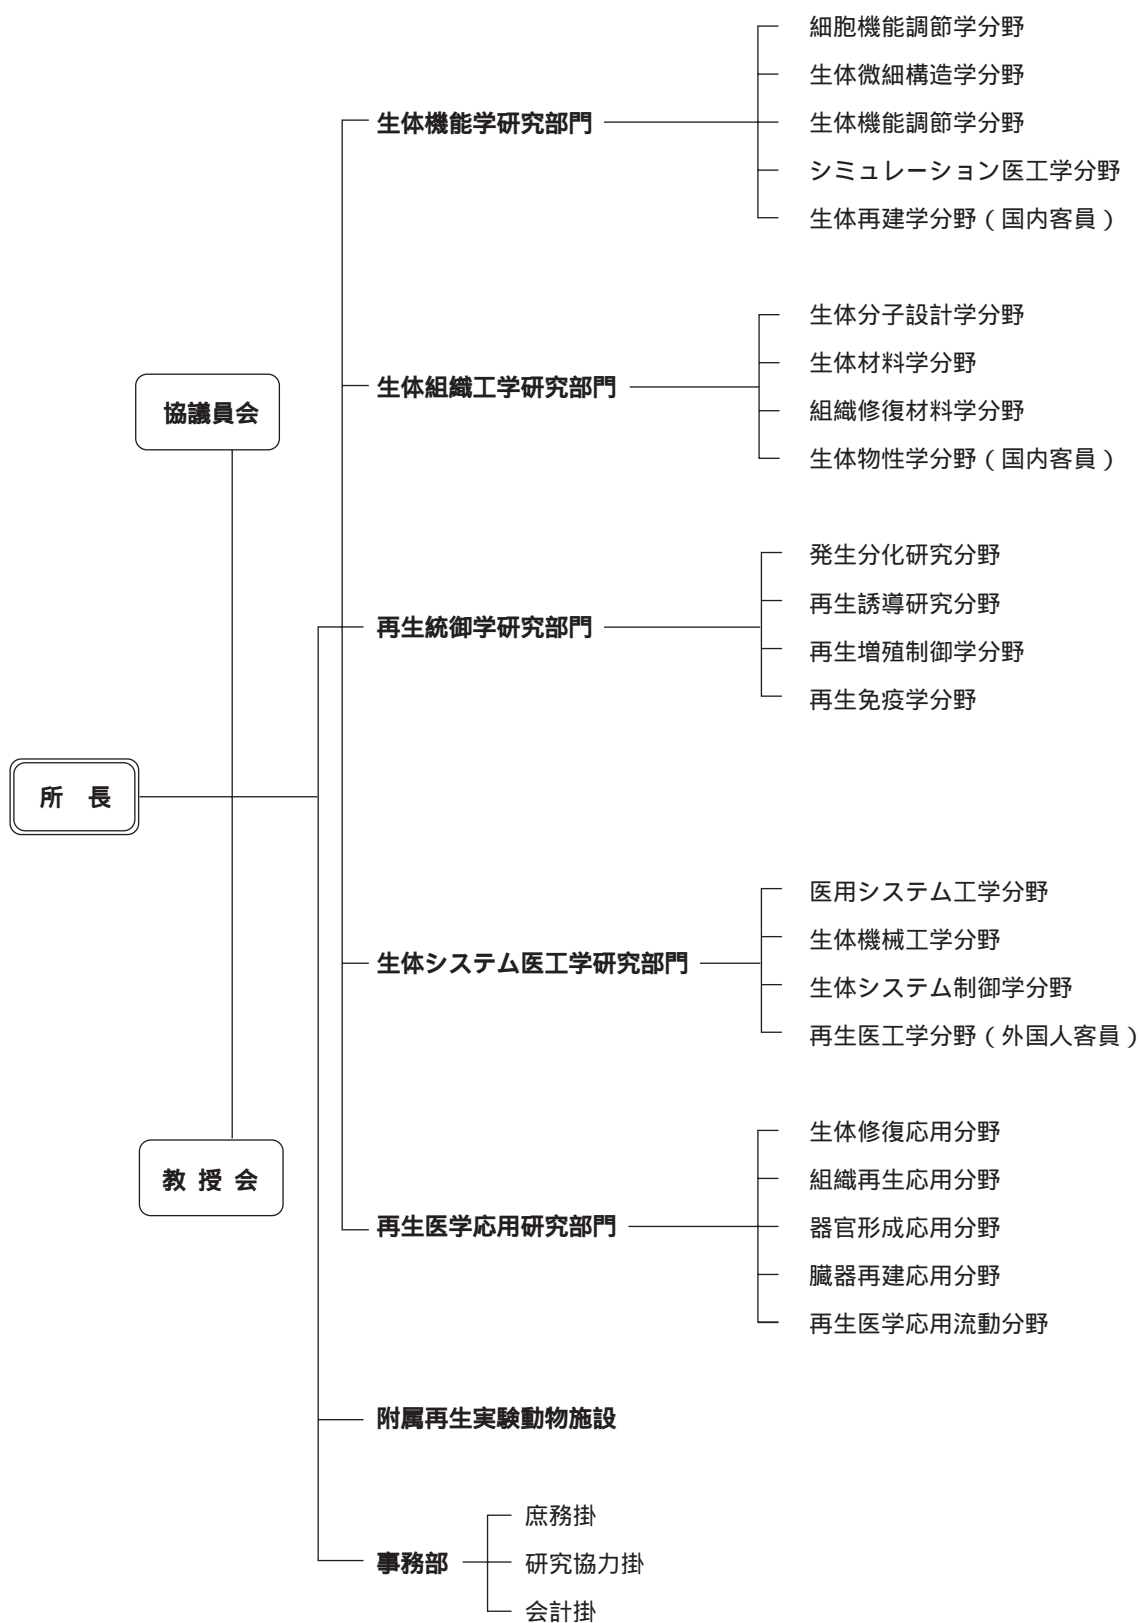 所　長
協議員会
教 授 会
生体機能学研究部門
細胞機能調節学分野
生体微細構造学分野
生体機能調節学分野
シミュレーション医工学分野
生体再建学分野（国内客員）
生体組織工学研究部門
生体分子設計学分野
生体材料学分野
組織修復材料学分野
生体物性学分野（国内客員）
再生統御学研究部門
発生分化研究分野
再生誘導研究分野
再生増殖制御学分野
再生免疫学分野
生体システム医工学研究部門
医用システム工学分野
生体機械工学分野
生体システム制御学分野
再生医工学分野（外国人客員）
再生医学応用研究部門
生体修復応用分野
組織再生応用分野
器官形成応用分野
臓器再建応用分野
再生医学応用流動分野
附属再生実験動物施設
事務部
庶務掛
研究協力掛
会計掛